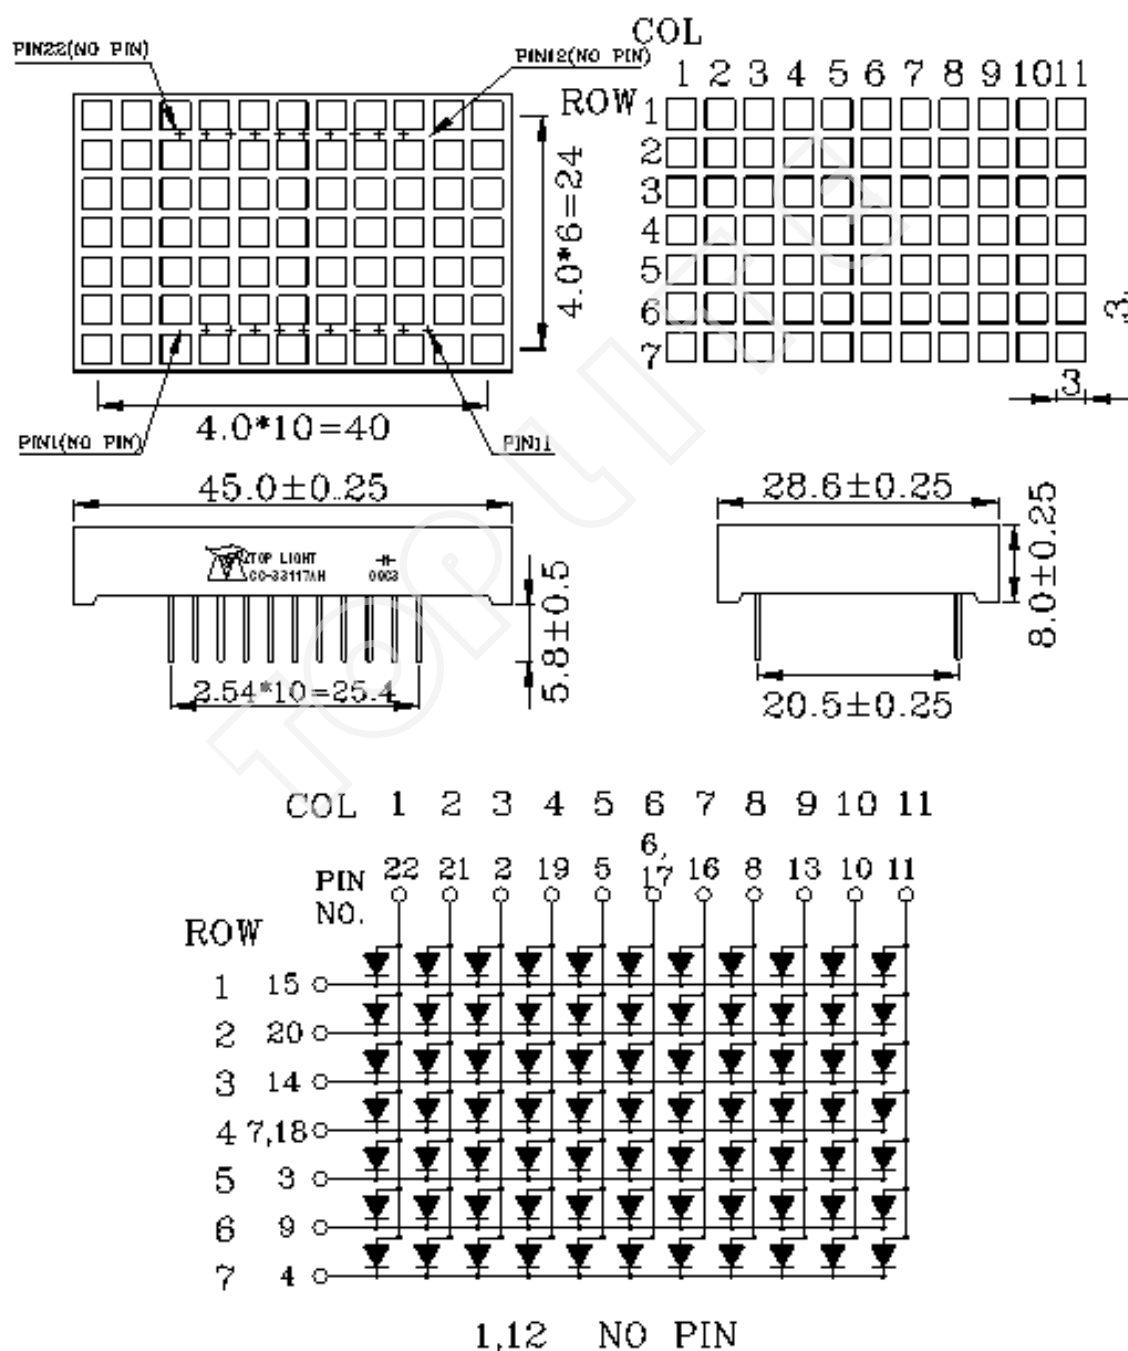 COL
PIN22(NO PIN)
PIN12(NO PIN)
1 2 3 4 5 6 7 8 9 10 11
ROW
1
2
3
4
5
6
7
4.0*6=24
3.
3
4.0*10=40
PIN1(NO PIN)
PIN11
45.0±0.25
28.6±0.25
TOP LIGHT
5.8±0.5
8.0±0.25
2.54*10=25.4
20.5±0.25
TOP LITE
COL 1 2 3 4 5 6 7 8 9 10 11
PIN NO. 22 21 2 19 5 6,17 16 8 13 10 11
ROW
1 15
2 20
3 14
4 7,18
5 3
6 9
7 4
1,12 NO PIN